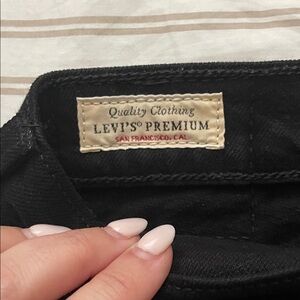 Quality Clothing
LEVI'S® PREMIUM
SAN FRANCISCO, CAL